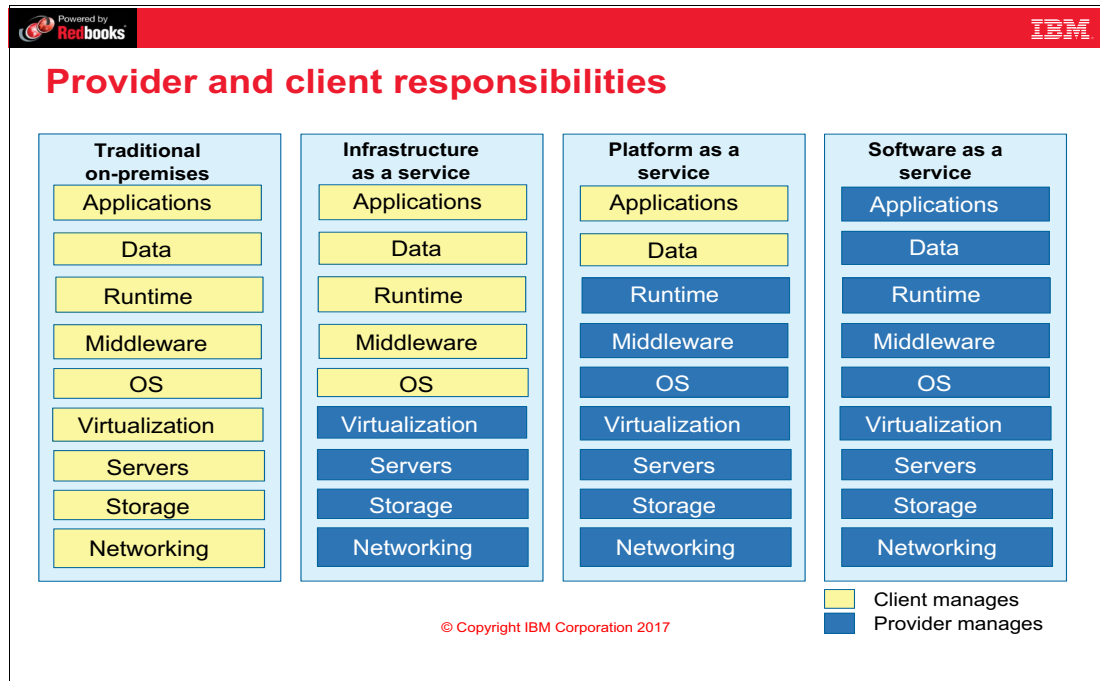 Powered by
Redbooks
IBM
Provider and client responsibilities
Traditional
on-premises
Applications
Data
Runtime
Middleware
OS
Virtualization
Servers
Storage
Networking
Infrastructure
as a service
Applications
Data
Runtime
Middleware
OS
Virtualization
Servers
Storage
Networking
Platform as a
service
Applications
Data
Runtime
Middleware
OS
Virtualization
Servers
Storage
Networking
Software as a
service
Applications
Data
Runtime
Middleware
OS
Virtualization
Servers
Storage
Networking
Client manages
Provider manages
© Copyright IBM Corporation 2017